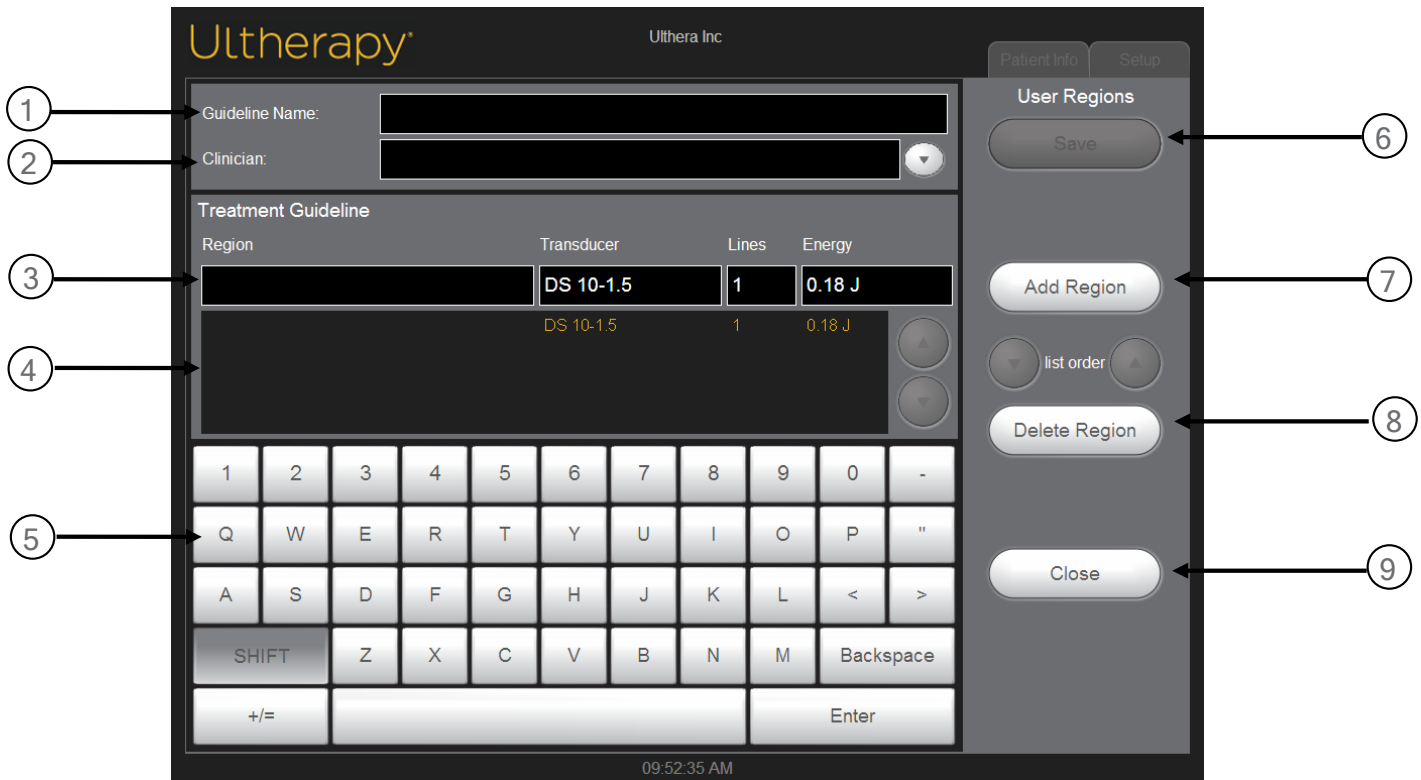 Ultherapy®
Ulthera Inc
Patient Info Setup
1
Guideline Name:
User Regions
2
Clinician:
Save
6
Treatment Guideline
Region Transducer Lines Energy
3
DS 10-1.5 1 0.18 J
Add Region
7
4
DS 10-1.5 1 0.18 J
list order
Delete Region
8
1 2 3 4 5 6 7 8 9 0 -
5
Q W E R T Y U I O P "
Close
9
A S D F G H J K L < >
SHIFT Z X C V B N M Backspace
+/= Enter
09:52:35 AM